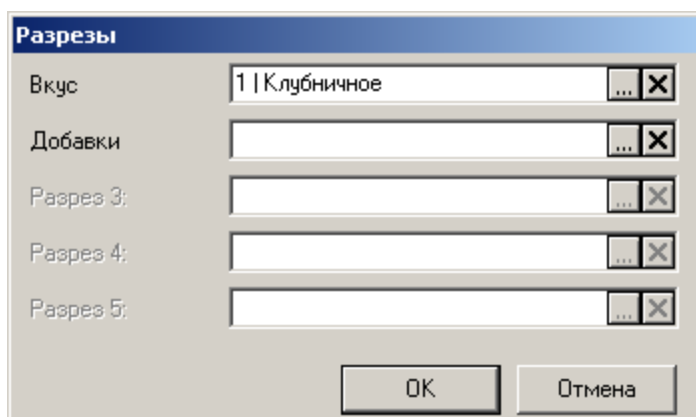 Разрезы
Вкус 1 | Клубничное ...
Добавки ...
Разрез 3: ...
Разрез 4: ...
Разрез 5: ...
OK Отмена